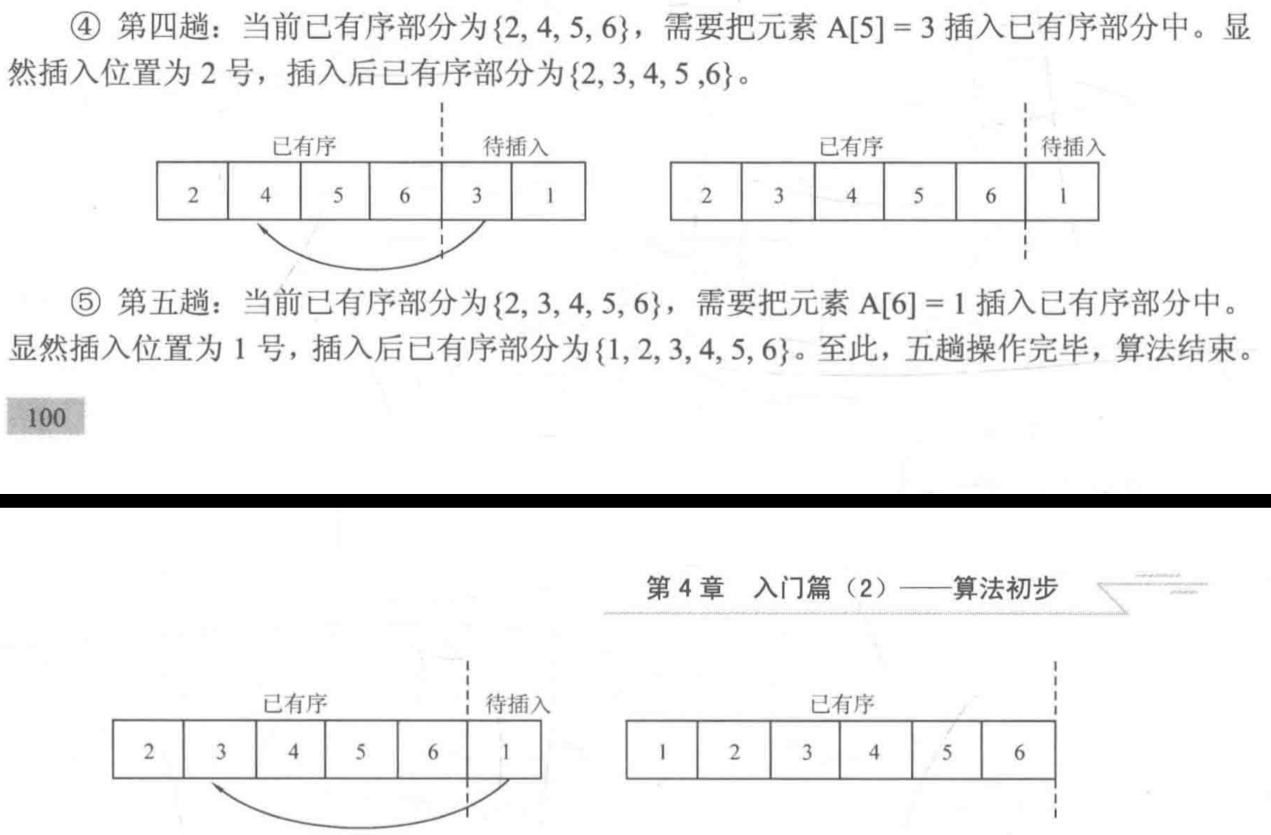 ④ 第四趟：当前已有序部分为{2, 4, 5, 6}，需要把元素 A[5] = 3 插入已有序部分中。显
然插入位置为 2 号，插入后已有序部分为{2, 3, 4, 5 ,6}。
已有序 待插入 已有序 待插入
2 4 5 6 3 1 2 3 4 5 6 1
⑤ 第五趟：当前已有序部分为{2, 3, 4, 5, 6}，需要把元素 A[6] = 1 插入已有序部分中。
显然插入位置为 1 号，插入后已有序部分为{1, 2, 3, 4, 5, 6}。至此，五趟操作完毕，算法结束。
100
第 4 章 入门篇（2）——算法初步
已有序 待插入 已有序
2 3 4 5 6 1 1 2 3 4 5 6